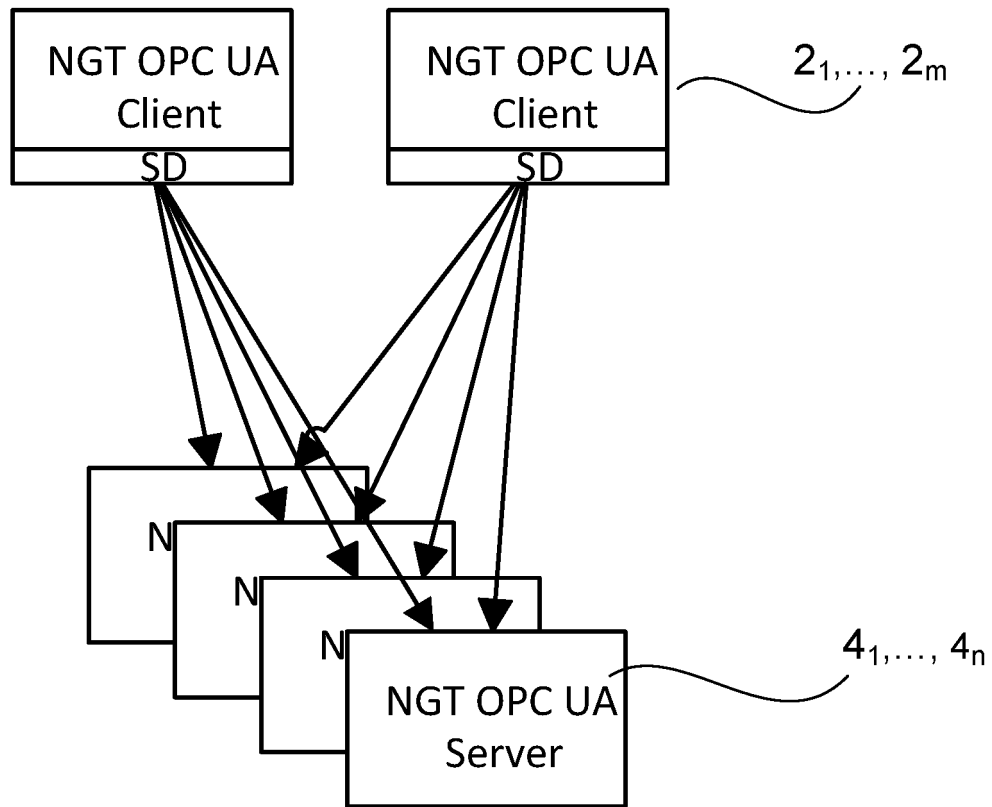 NGT OPC UA
Client
SD
NGT OPC UA
Client
SD
2₁,..., 2ₘ
N
N
N
NGT OPC UA
Server
4₁,..., 4ₙ